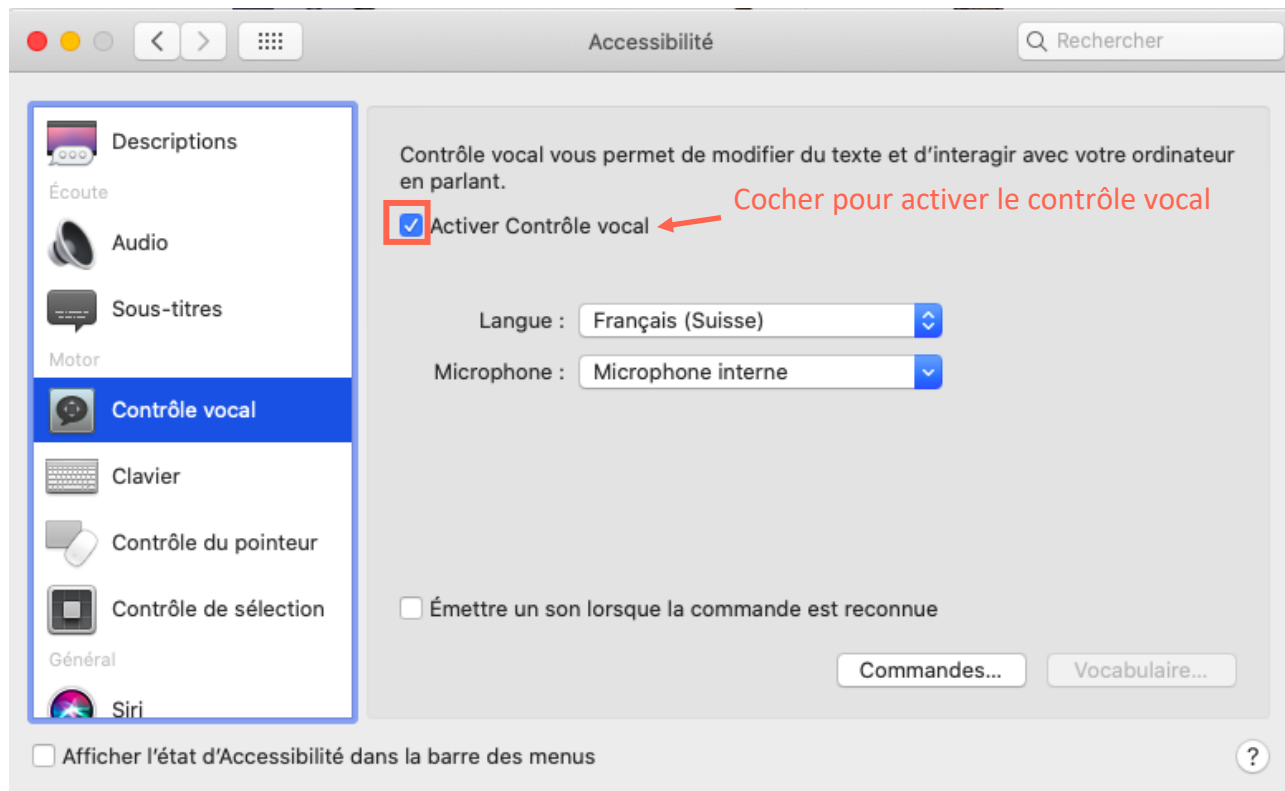 Accessibilité
Rechercher
Descriptions
Écoute
Audio
Sous-titres
Motor
Contrôle vocal
Clavier
Contrôle du pointeur
Contrôle de sélection
Général
Siri
Contrôle vocal vous permet de modifier du texte et d’interagir avec votre ordinateur
en parlant.
Cocher pour activer le contrôle vocal
Activer Contrôle vocal
Langue : Français (Suisse)
Microphone : Microphone interne
Émettre un son lorsque la commande est reconnue
Commandes... Vocabulaire...
Afficher l’état d’Accessibilité dans la barre des menus
?